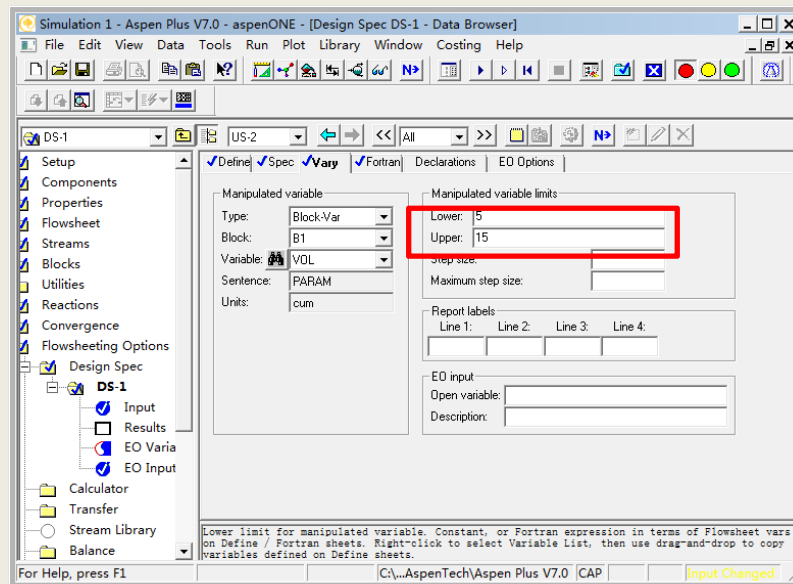 Simulation 1 - Aspen Plus V7.0 - aspenONE - [Design Spec DS-1 - Data Browser]
File Edit View Data Tools Run Plot Library Window Costing Help
N>
DS-1 US-2 << All >> N>
Setup
Components
Properties
Flowsheet
Streams
Blocks
Utilities
Reactions
Convergence
Flowsheeting Options
Design Spec
DS-1
Input
Results
EO Varia
EO Input
Calculator
Transfer
Stream Library
Balance
Define Spec Vary Fortran Declarations EO Options
Manipulated variable
Type: Block-Var
Block: B1
Variable: VOL
Sentence: PARAM
Units: cum
Manipulated variable limits
Lower: 5
Upper: 15
Step size:
Maximum step size:
Report labels
Line 1: Line 2: Line 3: Line 4:
EO input
Open variable:
Description:
Lower limit for manipulated variable. Constant, or Fortran expression in terms of Flowsheet vars
on Define / Fortran sheets. Right-click to select Variable List, then use drag-and-drop to copy
variables defined on Define sheets.
For Help, press F1 C:\...AspenTech\Aspen Plus V7.0 CAP Input Changed